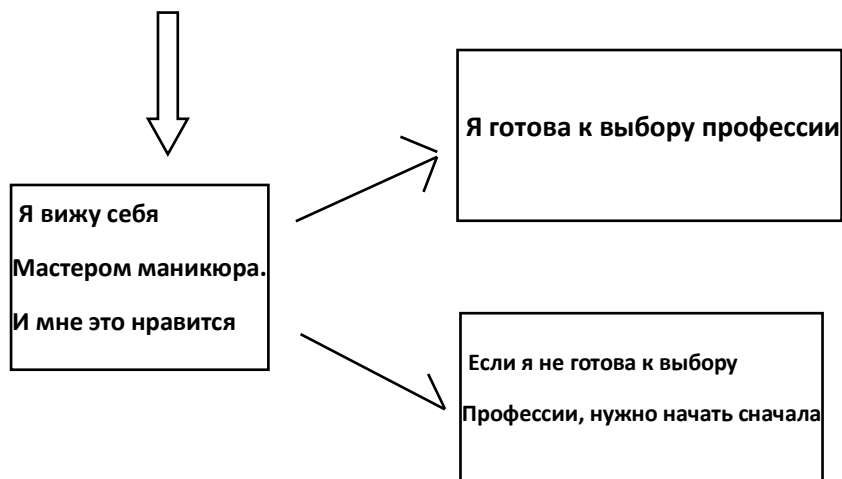 Я готова к выбору профессии
Я вижу себя
Мастером маникюра.
И мне это нравится
Если я не готова к выбору
Профессии, нужно начать сначала